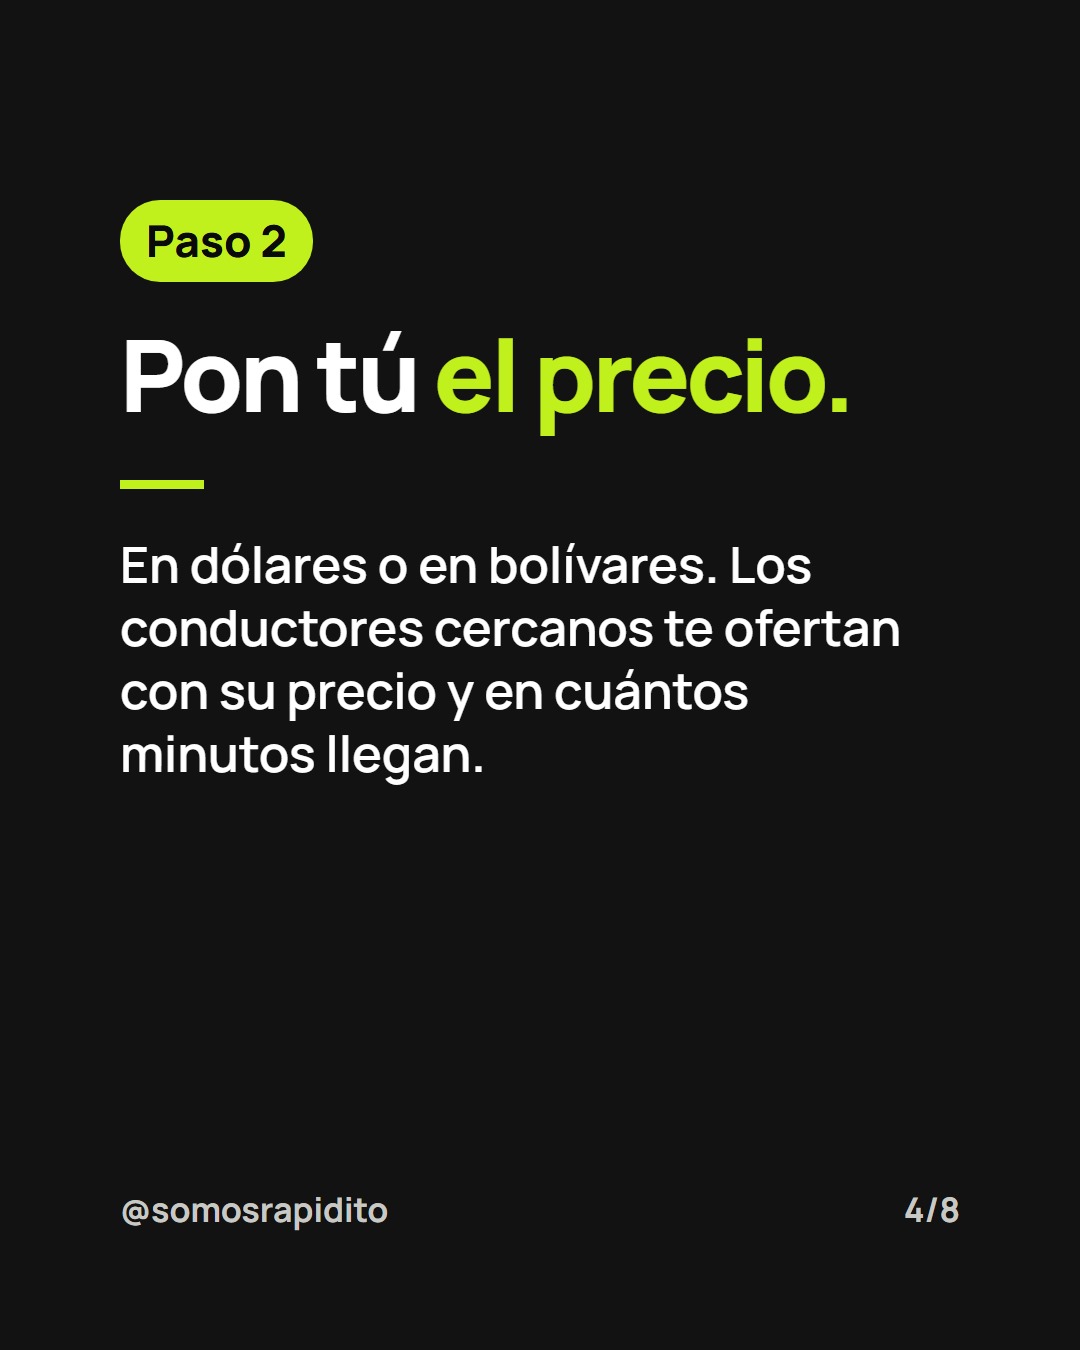 Paso 2
Pon tú el precio.
En dólares o en bolívares. Los
conductores cercanos te ofertan
con su precio y en cuántos
minutos llegan.
@somosrapidito
4/8